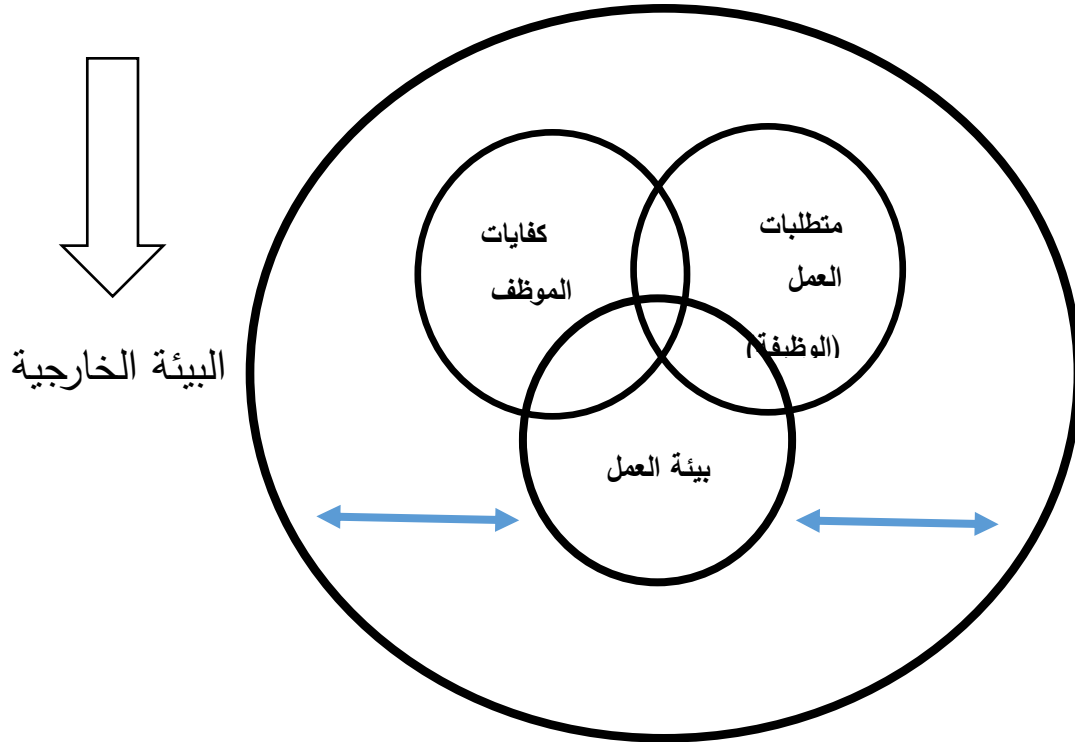 متطلبات
العمل
(الوظيفة)
كفايات
الموظف
البيئة الخارجية
بيئة العمل